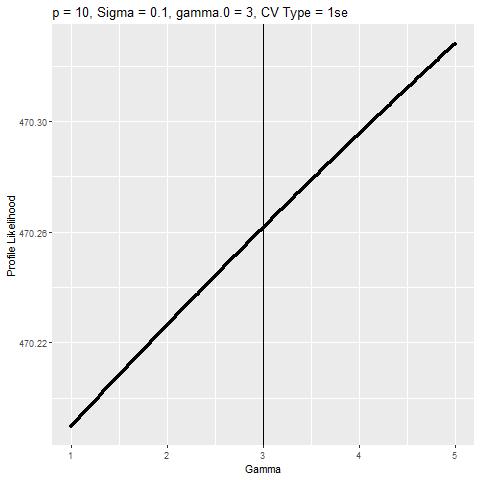 p = 10, Sigma = 0.1, gamma.0 = 3, CV Type = 1se
Profile Likelihood
470.30
470.26
470.22
1 2 3 4 5
Gamma